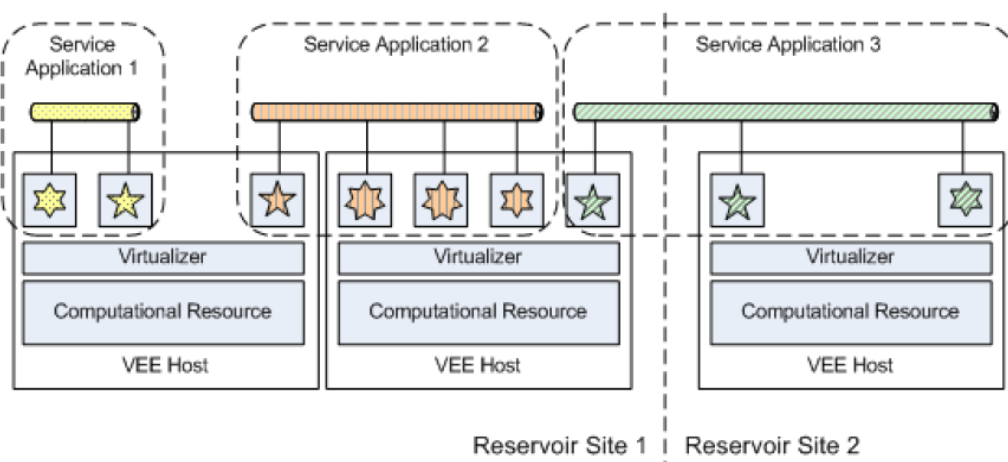 Service
Application 1
Service Application 2
Service Application 3
Virtualizer
Virtualizer
Virtualizer
Computational Resource
Computational Resource
Computational Resource
VEE Host
VEE Host
VEE Host
Reservoir Site 1
Reservoir Site 2